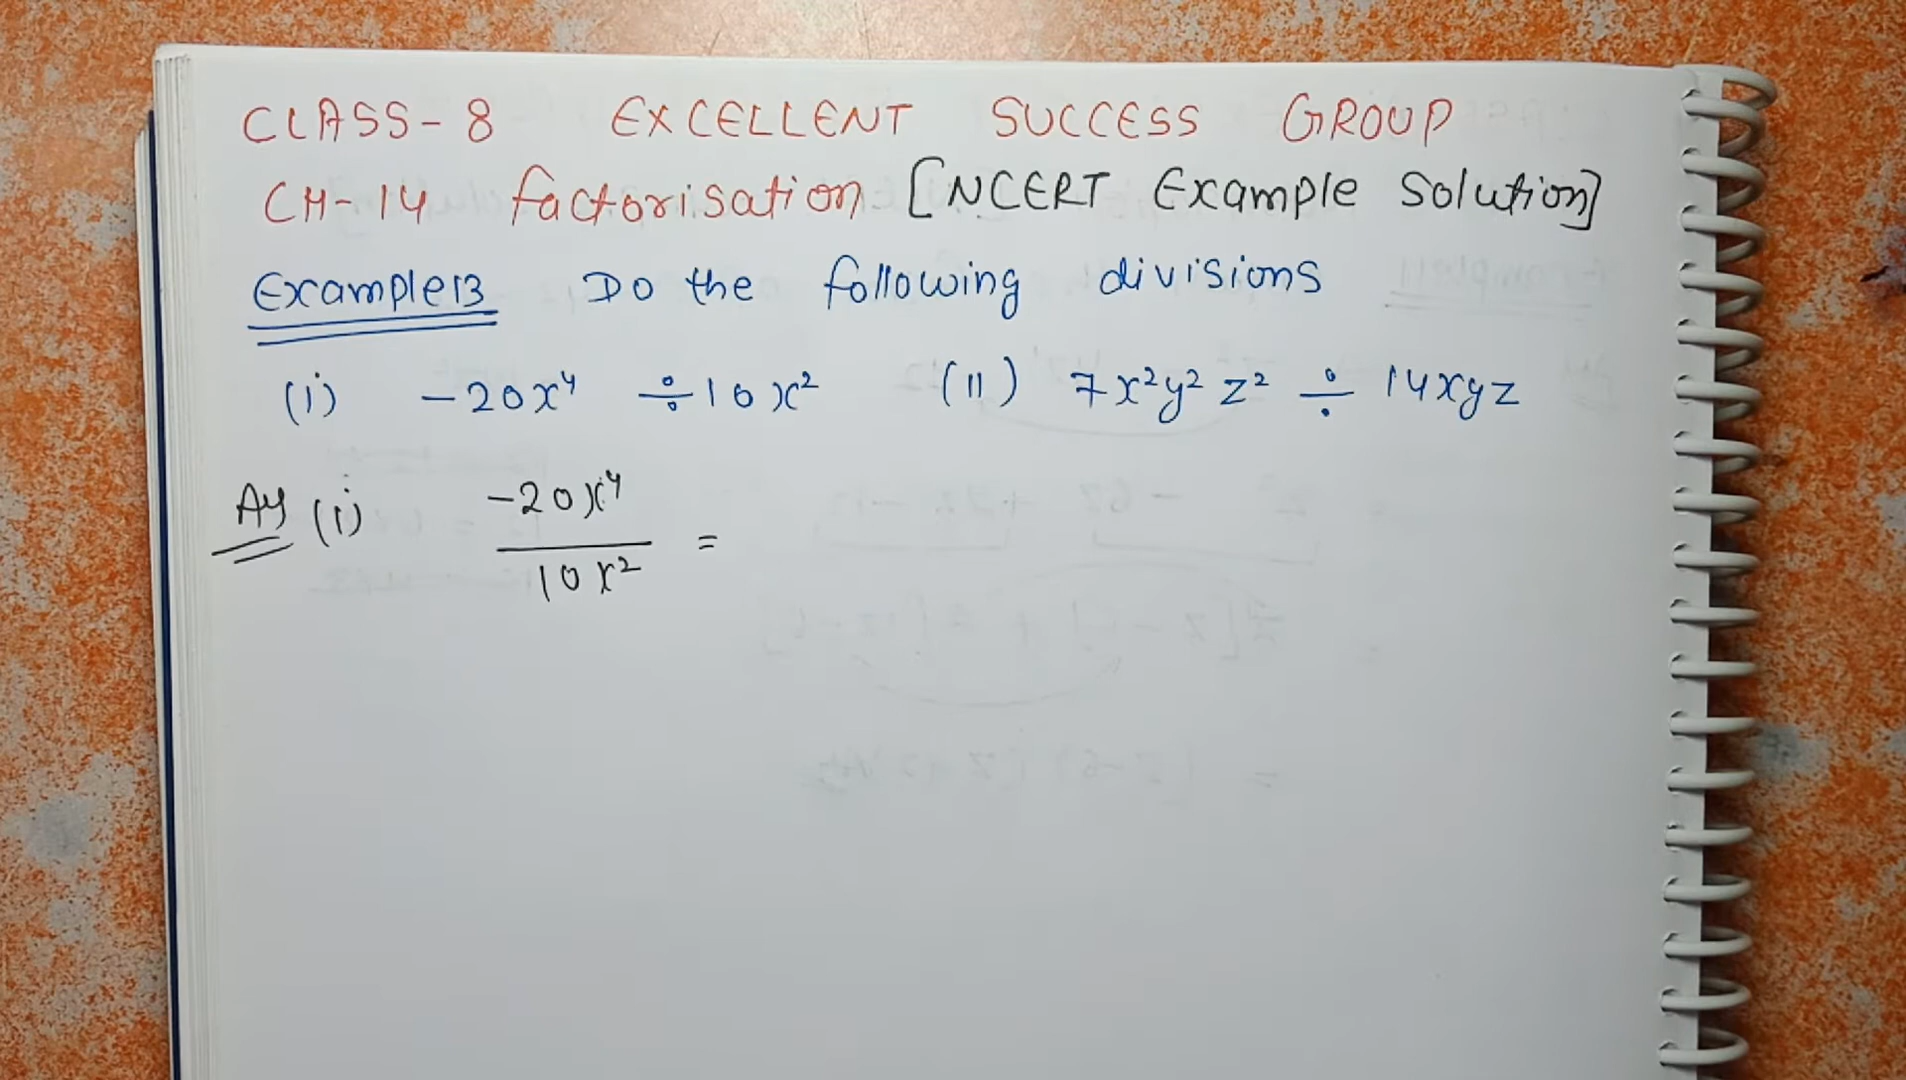 CLASS-8 EXCELLENT SUCCESS GROUP
CH-14 factorisation [NCERT Example Solution]
Example13 Do the following divisions
(i) -20x⁴ ÷ 10x² (ii) 7x²y²z² ÷ 14xyz
(i) -20x⁴
10x² =